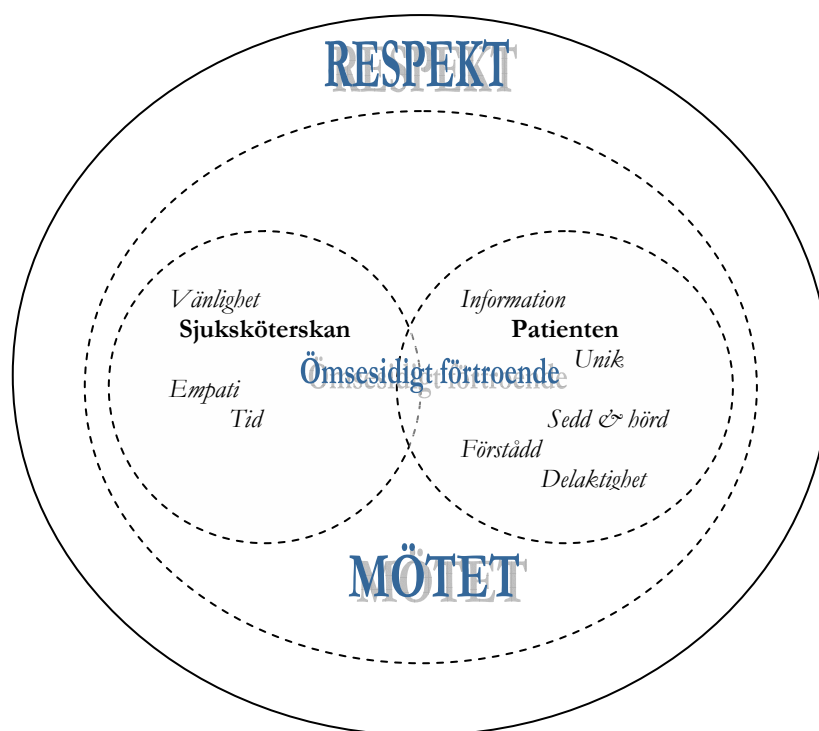 RESPEKT
Vänlighet
Sjuksköterskan
Empati
Tid
Ömsesidigt förtroende
Information
Patienten
Unik
Sedd & hörd
Förstådd
Delaktighet
MÖTET